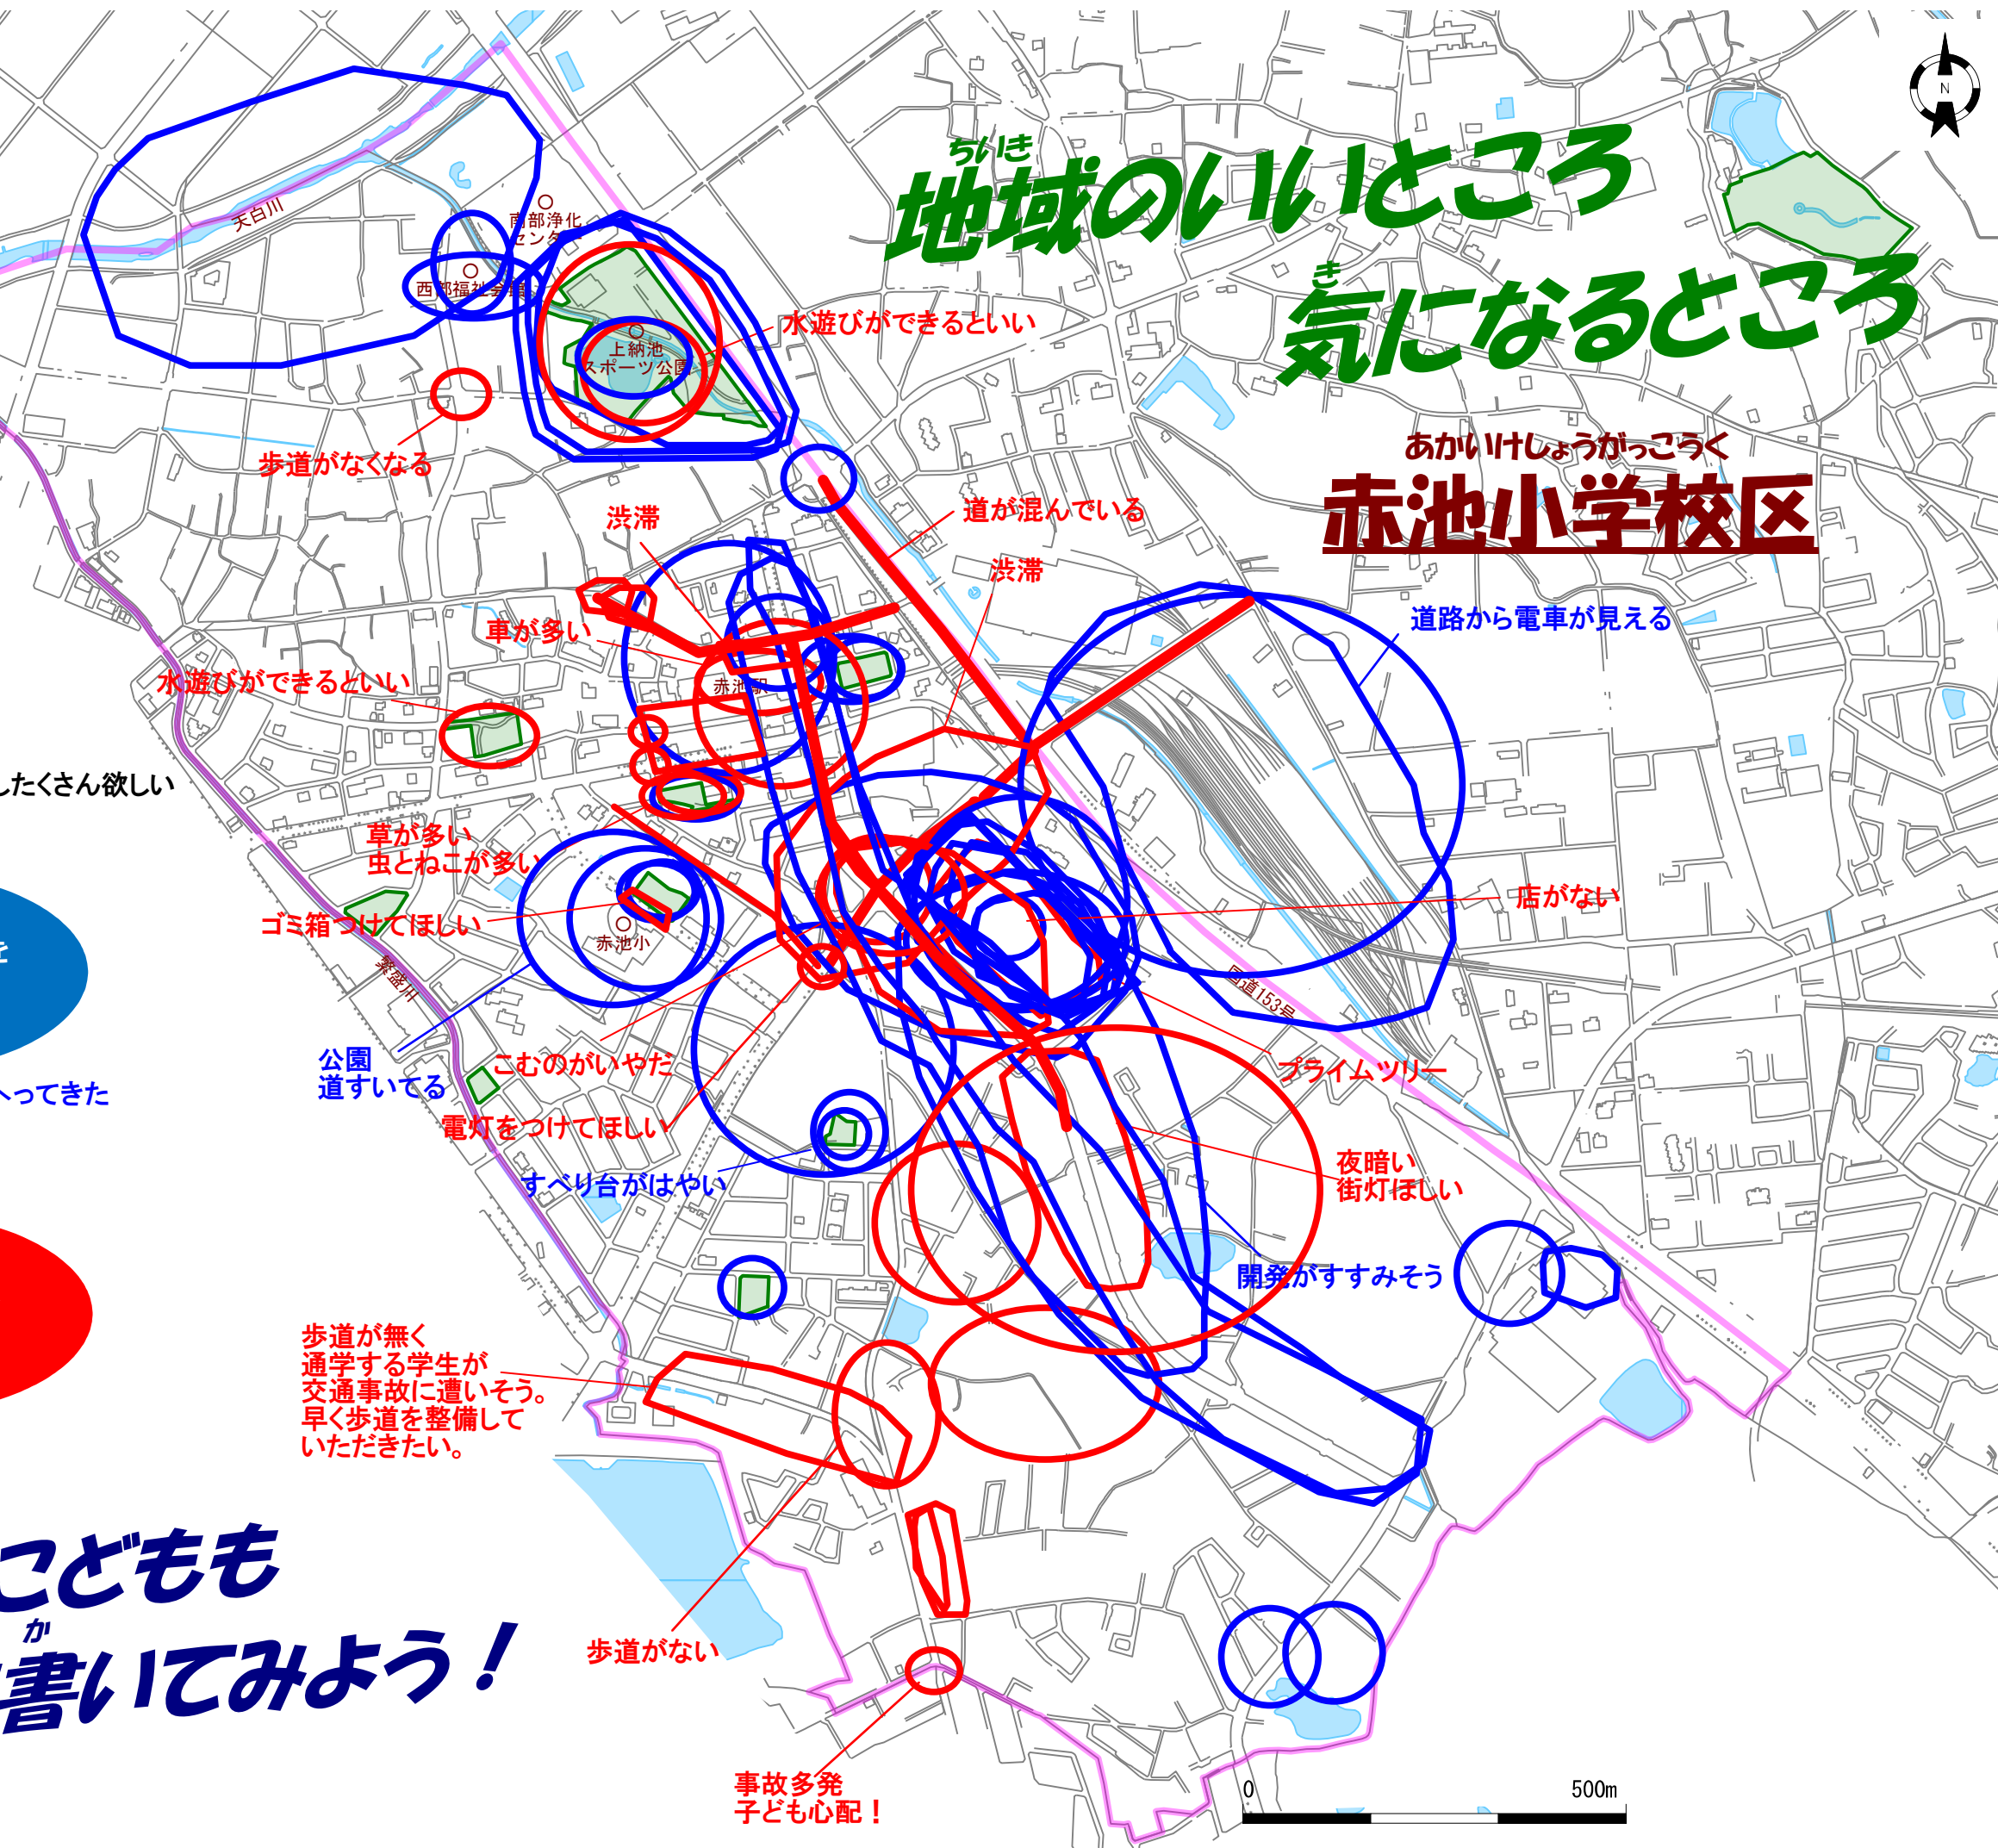 N
ちいき
地域のいいところ
き
気になるところ
あかいけしょうがっこうく
赤池小学校区
天白川
南部浄化
センター
西部福祉会館
上納池
スポーツ公園
水遊びができるといい
歩道がなくなる
渋滞
道が混んでいる
渋滞
道路から電車が見える
車が多い
赤池駅
水遊びができるといい
したくさん欲しい
草が多い
虫とねこが多い
店がない
ゴミ箱つけてほしい
赤池小
を
繁盛川
国道153号
公園
道すいてる
こむのがいやだ
プライムツリー
へってきた
電灯をつけてほしい
すべり台がはやい
夜暗い
街灯ほしい
開発がすすみそう
歩道が無く
通学する学生が
交通事故に遭いそう。
早く歩道を整備して
いただきたい。
こどもも
か
書いてみよう！
歩道がない
事故多発
子ども心配！
0 500m